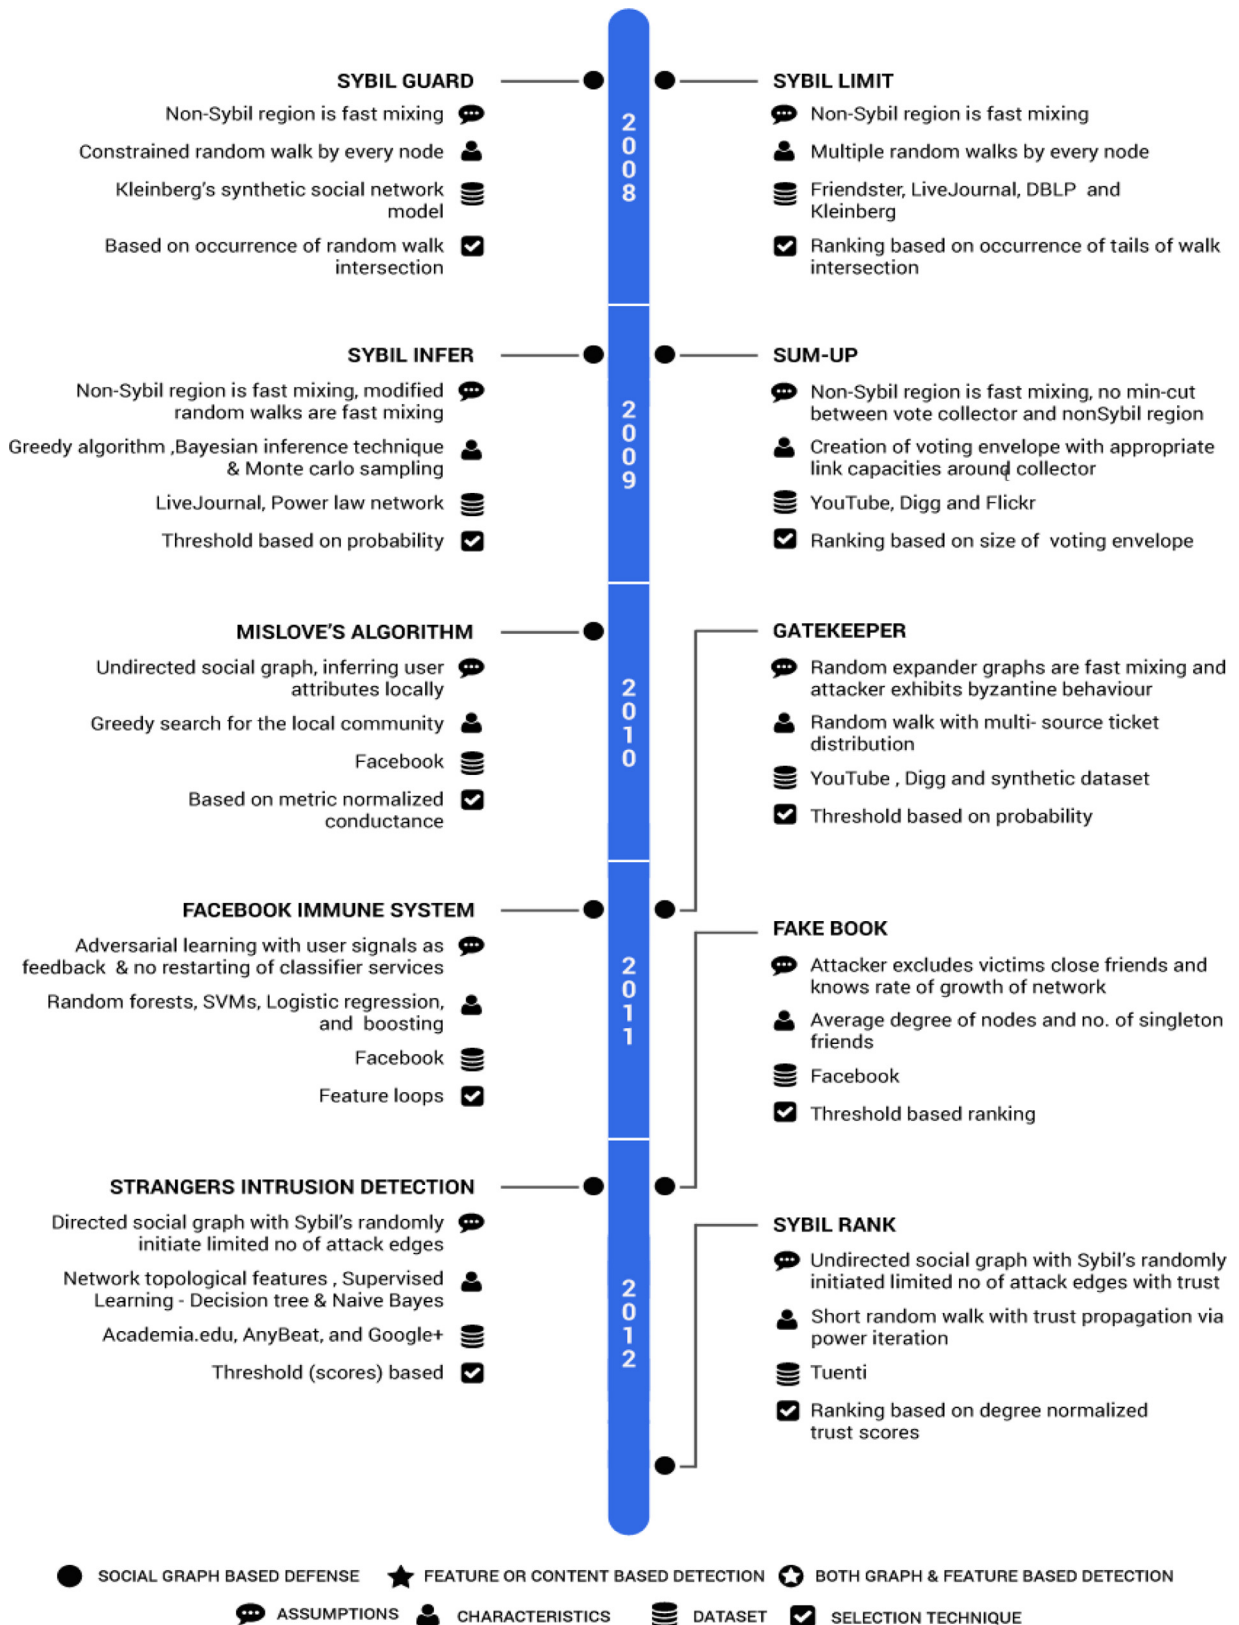 SYBIL GUARD
Non-Sybil region is fast mixing
Constrained random walk by every node
Kleinberg's synthetic social network
model
Based on occurrence of random walk
intersection
SYBIL LIMIT
Non-Sybil region is fast mixing
Multiple random walks by every node
Friendster, LiveJournal, DBLP and
Kleinberg
Ranking based on occurrence of tails of walk
intersection
2008
SYBIL INFER
Non-Sybil region is fast mixing, modified
random walks are fast mixing
Greedy algorithm ,Bayesian inference technique
& Monte carlo sampling
LiveJournal, Power law network
Threshold based on probability
SUM-UP
Non-Sybil region is fast mixing, no min-cut
between vote collector and nonSybil region
Creation of voting envelope with appropriate
link capacities around collector
YouTube, Digg and Flickr
Ranking based on size of voting envelope
2009
MISLOVE'S ALGORITHM
Undirected social graph, inferring user
attributes locally
Greedy search for the local community
Facebook
Based on metric normalized
conductance
GATEKEEPER
Random expander graphs are fast mixing and
attacker exhibits byzantine behaviour
Random walk with multi- source ticket
distribution
YouTube , Digg and synthetic dataset
Threshold based on probability
2010
FACEBOOK IMMUNE SYSTEM
Adversarial learning with user signals as
feedback & no restarting of classifier services
Random forests, SVMs, Logistic regression,
and boosting
Facebook
Feature loops
FAKE BOOK
Attacker excludes victims close friends and
knows rate of growth of network
Average degree of nodes and no. of singleton
friends
Facebook
Threshold based ranking
2011
STRANGERS INTRUSION DETECTION
Directed social graph with Sybil's randomly
initiate limited no of attack edges
Network topological features , Supervised
Learning - Decision tree & Naive Bayes
Academia.edu, AnyBeat, and Google+
Threshold (scores) based
SYBIL RANK
Undirected social graph with Sybil's randomly
initiated limited no of attack edges with trust
Short random walk with trust propagation via
power iteration
Tuenti
Ranking based on degree normalized
trust scores
2012
SOCIAL GRAPH BASED DEFENSE
FEATURE OR CONTENT BASED DETECTION
BOTH GRAPH & FEATURE BASED DETECTION
ASSUMPTIONS
CHARACTERISTICS
DATASET
SELECTION TECHNIQUE